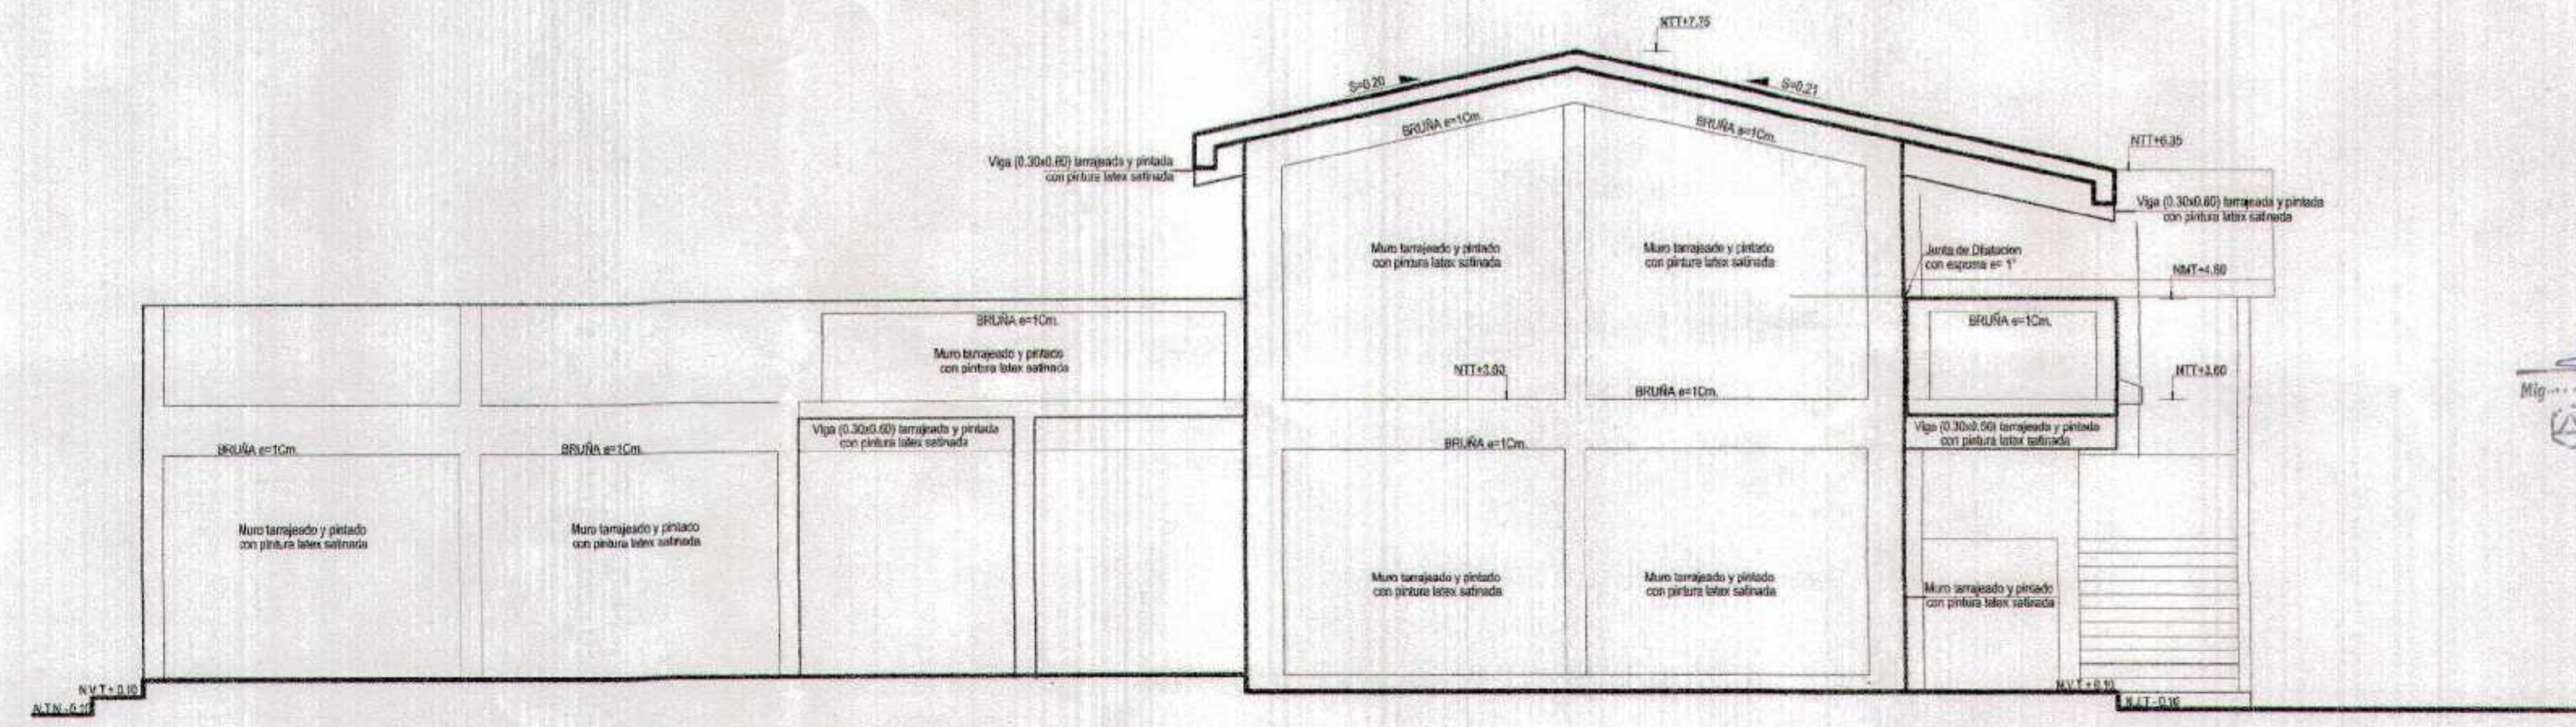 NTT+7.75
S=0.20
S=0.21
BRUÑA e=1Cm.
BRUÑA e=1Cm.
NTT+6.35
Viga (0.30x0.60) tarrajeada y pintada
con pintura latex satinada
Viga (0.30x0.60) tarrajeada y pintada
con pintura latex satinada
Muro tarrajeado y pintado
con pintura latex satinada
Muro tarrajeado y pintado
con pintura latex satinada
Junta de Dilatacion
con espuma e= 1"
NMT+4.60
BRUÑA e=1Cm.
BRUÑA e=1Cm.
Muro tarrajeado y pintado
con pintura latex satinada
NTT+3.60
NTT+3.60
BRUÑA e=1Cm.
Viga (0.30x0.60) tarrajeada y pintada
con pintura latex satinada
Viga (0.30x0.60) tarrajeada y pintada
con pintura latex satinada
BRUÑA e=1Cm.
BRUÑA e=1Cm.
BRUÑA e=1Cm.
Muro tarrajeado y pintado
con pintura latex satinada
Muro tarrajeado y pintado
con pintura latex satinada
Muro tarrajeado y pintado
con pintura latex satinada
Muro tarrajeado y pintado
con pintura latex satinada
Muro tarrajeado y pintado
con pintura latex satinada
N.V.T+0.10
N.V.T+0.10
N.T.N -0.10
Mig